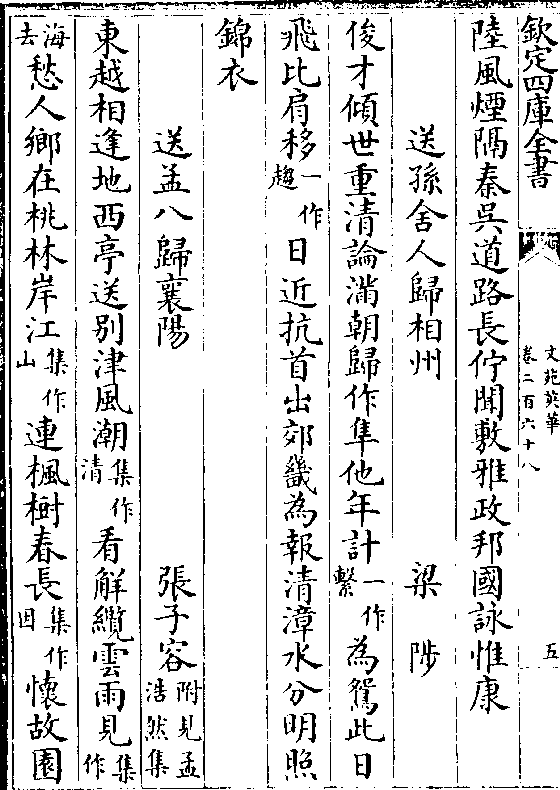 欽定四庫全書
文苑英華
卷二百六十八
五
陸風煙隔秦吳道路長佇聞敷雅政邦國詠惟康
送孫舍人歸相州 梁陟
俊才傾世重清論滿朝歸作隼他年計一作繫為鴛此日
飛比肩移一作趨日近抗首出郊畿為報清漳水分明照
錦衣
送孟八歸襄陽 張子容附見孟浩然集
東越相逢地西亭送別津風潮集作清看解纜雲雨見集作
去愁人鄉在桃林岸江集作山連楓樹春長集作因懷故園
海